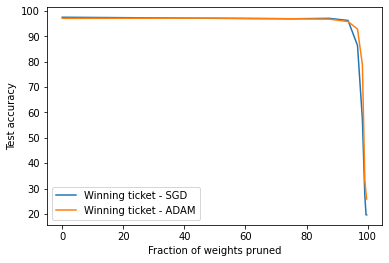 100
90
80
70
60
50
40
30
20
Test accuracy
Winning ticket - SGD
Winning ticket - ADAM
0 20 40 60 80 100
Fraction of weights pruned